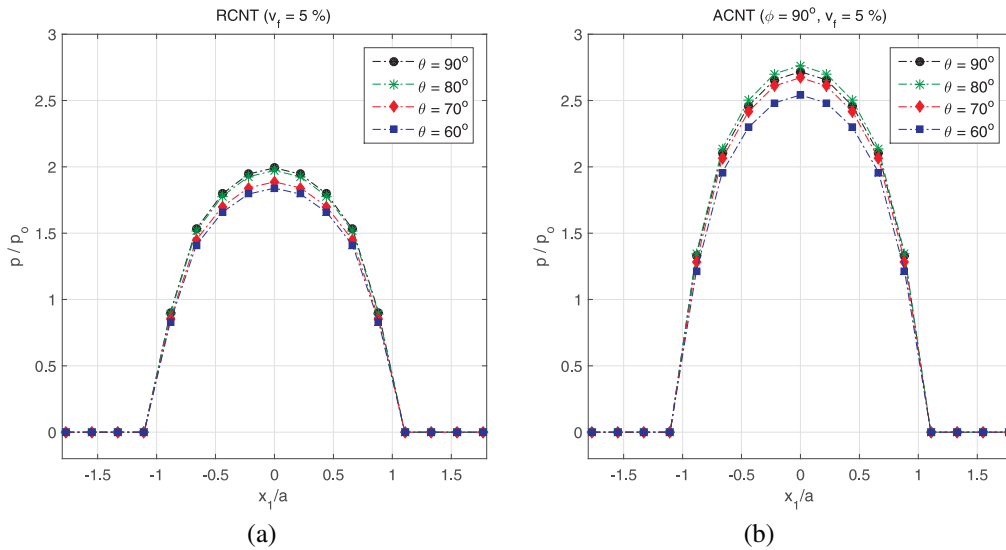 RCNT (v_f = 5 %)
3
2.5
2
1.5
1
0.5
0
p / p_o
-1.5 -1 -0.5 0 0.5 1 1.5
x_1/a
θ = 90°
θ = 80°
θ = 70°
θ = 60°
(a)
ACNT (ϕ = 90°, v_f = 5 %)
3
2.5
2
1.5
1
0.5
0
p / p_o
-1.5 -1 -0.5 0 0.5 1 1.5
x_1/a
θ = 90°
θ = 80°
θ = 70°
θ = 60°
(b)